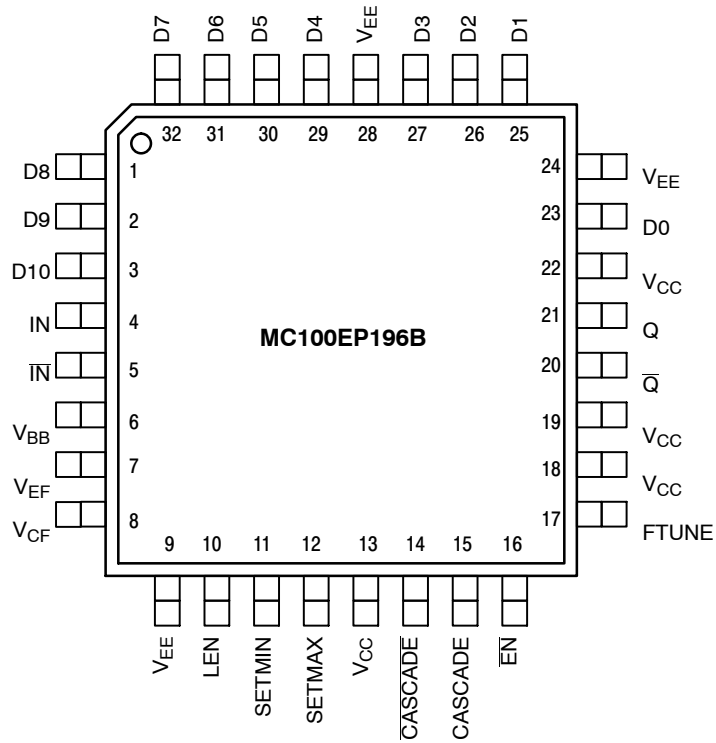 D7 D6 D5 D4 VEE D3 D2 D1
32 31 30 29 28 27 26 25
D8 1 24 VEE
D9 2 23 D0
D10 3 22 VCC
IN 4 21 Q
MC100EP196B
I̅N̅ 5 20 Q̅
VBB 6 19 VCC
VEF 7 18 VCC
VCF 8 17 FTUNE
9 10 11 12 13 14 15 16
VEE LEN SETMIN SETMAX VCC C̅A̅S̅C̅A̅D̅E̅ CASCADE E̅N̅